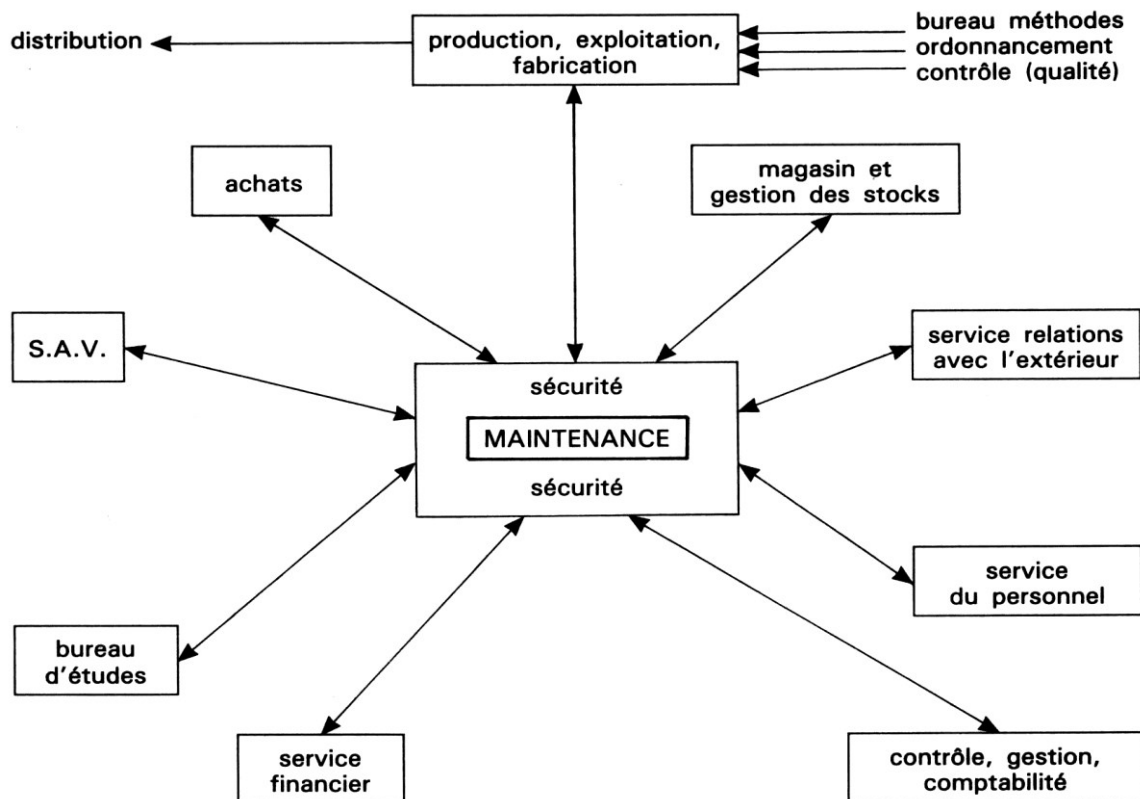 distribution
production, exploitation,
fabrication
bureau méthodes
ordonnancement
contrôle (qualité)
achats
magasin et
gestion des stocks
S.A.V.
service relations
avec l'extérieur
sécurité
MAINTENANCE
sécurité
service
du personnel
bureau
d'études
service
financier
contrôle, gestion,
comptabilité